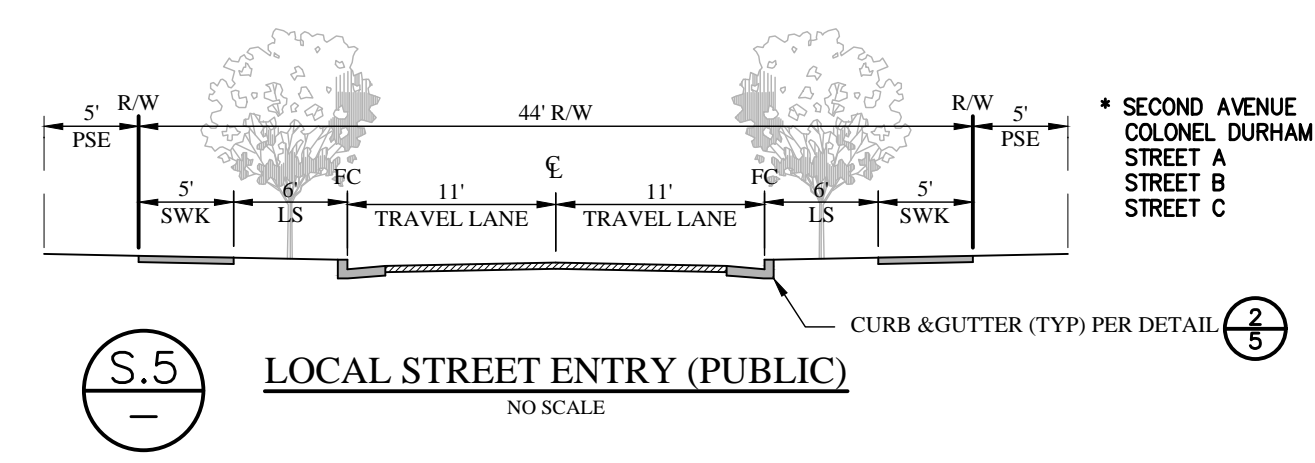 5' R/W 44' R/W R/W 5'
PSE PSE
* SECOND AVENUE
COLONEL DURHAM
STREET A
STREET B
STREET C
℄
5' 6' FC 11' 11' FC 6' 5'
SWK LS TRAVEL LANE TRAVEL LANE LS SWK
CURB &GUTTER (TYP) PER DETAIL 2
5
S.5
–
LOCAL STREET ENTRY (PUBLIC)
NO SCALE